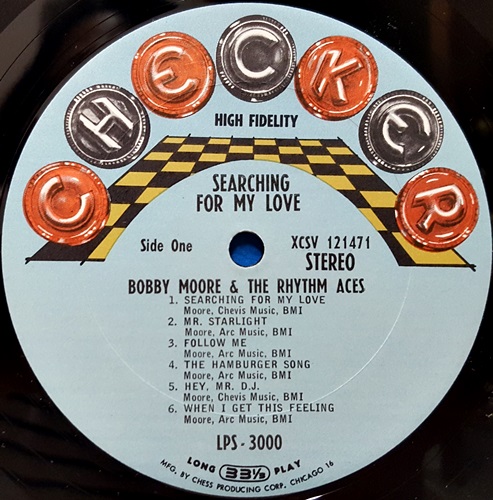 CHECKER
HIGH FIDELITY
SEARCHING
FOR MY LOVE
Side One
XCSV 121471
STEREO
BOBBY MOORE & THE RHYTHM ACES
1. SEARCHING FOR MY LOVE
Moore, Chevis Music, BMI
2. MR. STARLIGHT
Moore, Arc Music, BMI
3. FOLLOW ME
Moore, Arc Music, BMI
4. THE HAMBURGER SONG
Moore, Arc Music, BMI
5. HEY, MR. D.J.
Moore, Chevis Music, BMI
6. WHEN I GET THIS FEELING
Moore, Arc Music, BMI
LPS - 3000
LONG 33⅓ PLAY
MFG. BY CHESS PRODUCING CORP. CHICAGO 16